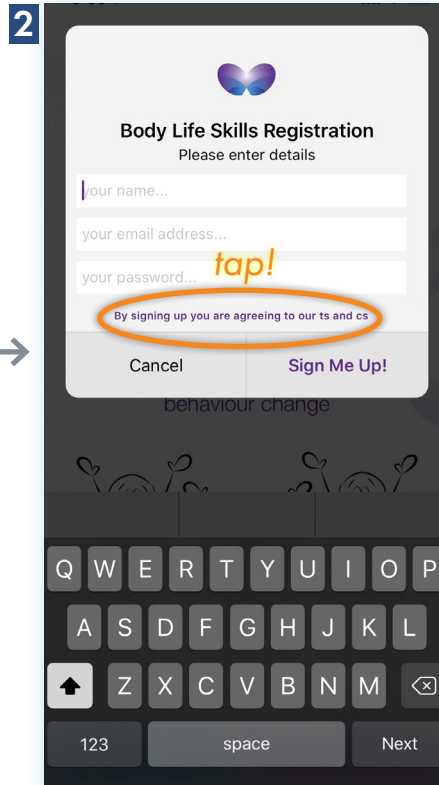 2
Body Life Skills Registration
Please enter details
your name...
your email address...
tap!
your password...
By signing up you are agreeing to our ts and cs
Cancel Sign Me Up!
behaviour change
Q W E R T Y U I O P
A S D F G H J K L
Z X C V B N M
123 space Next